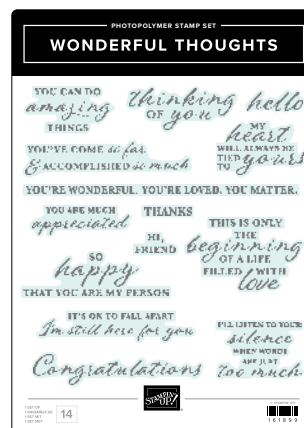 PHOTOPOLYMER STAMP SET
WONDERFUL THOUGHTS
YOU CAN DO
amazing
THINGS
thinking
OF you
hello
MY
heart
WILL ALWAYS BE
TIED
TO yours
YOU'VE COME so far
& ACCOMPLISHED so much
YOU'RE WONDERFUL. YOU'RE LOVED. YOU MATTER.
YOU ARE MUCH
appreciated
THANKS
HI,
FRIEND
THIS IS ONLY
THE
beginning
OF A LIFE
FILLED WITH
love
SO
happy
THAT YOU ARE MY PERSON
IT'S OK TO FALL APART
I'm still here for you
I'LL LISTEN TO YOUR
silence
WHEN WORDS
ARE JUST
too much
Congratulations
14
STAMPIN' UP!
© STAMPIN' UP!
161899